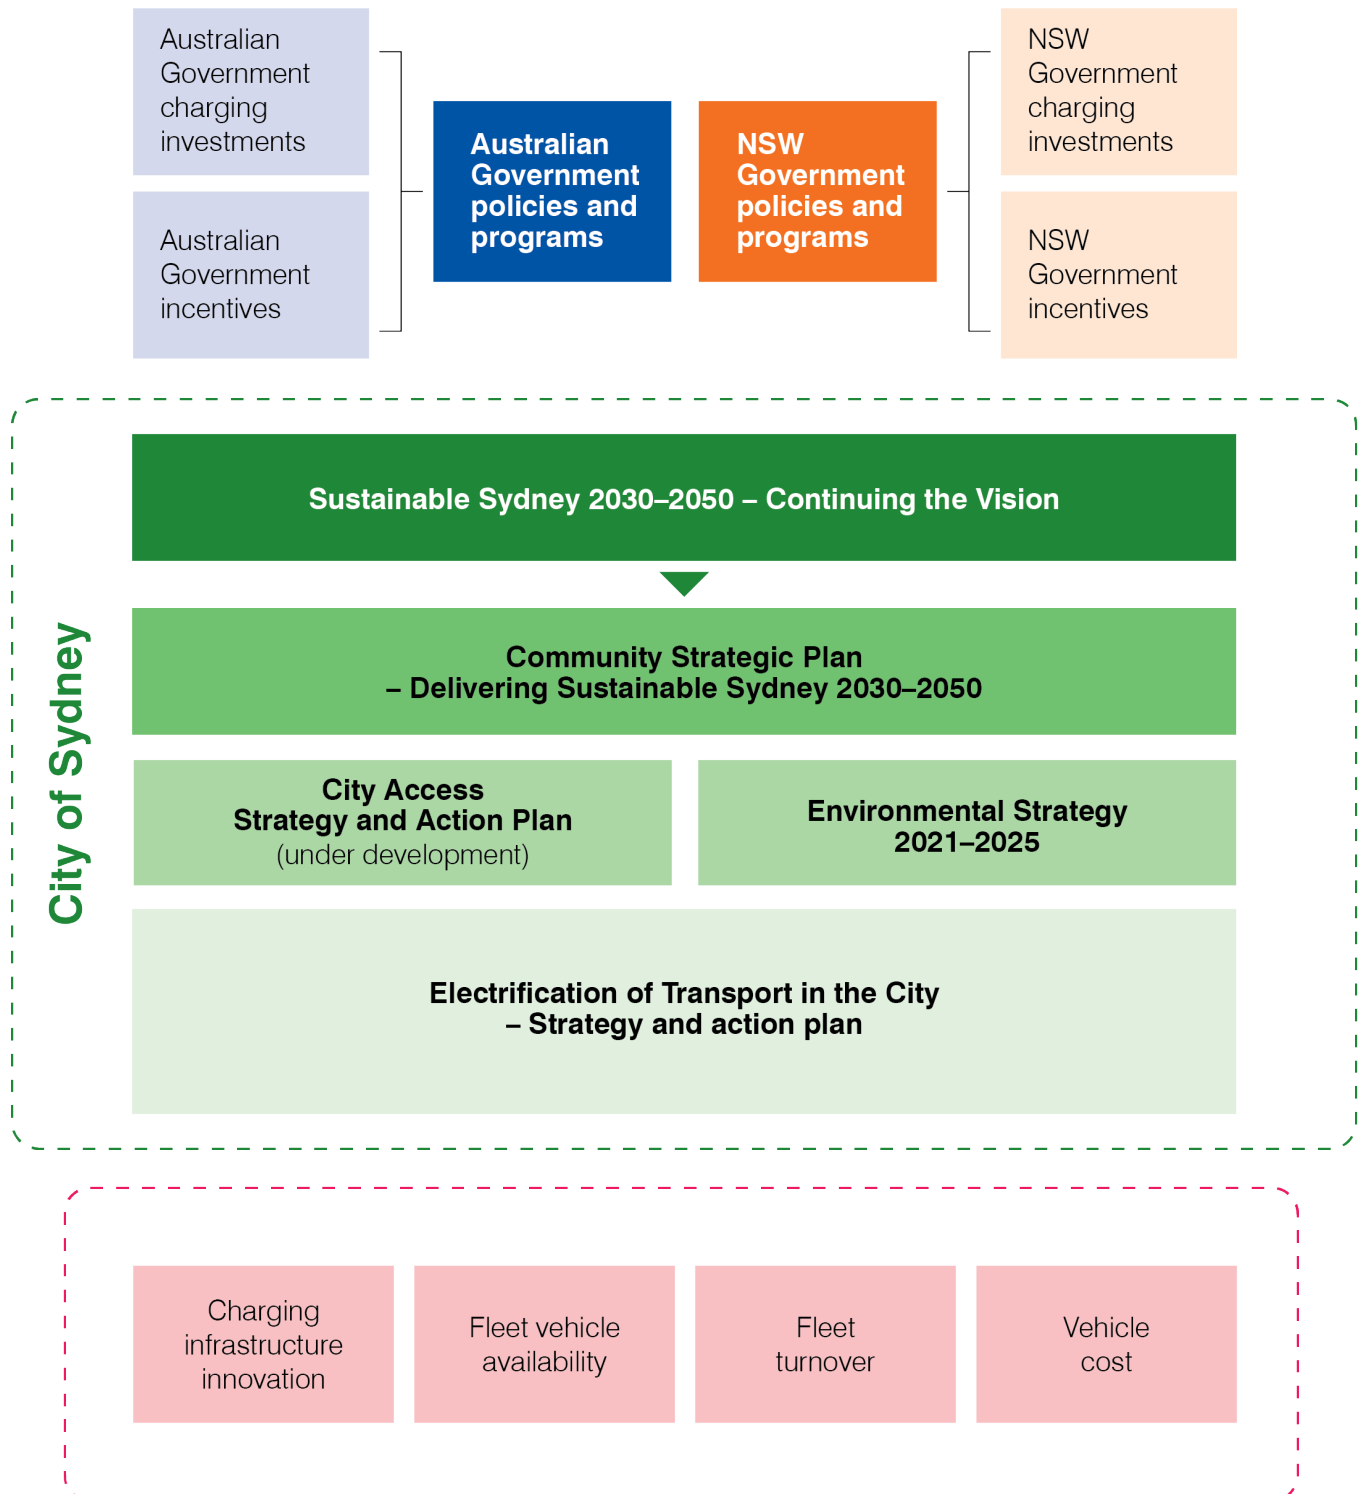 Australian
Government
charging
investments
Australian
Government
incentives
Australian
Government
policies and
programs
NSW
Government
policies and
programs
NSW
Government
charging
investments
NSW
Government
incentives
City of Sydney
Sustainable Sydney 2030–2050 – Continuing the Vision
Community Strategic Plan
– Delivering Sustainable Sydney 2030–2050
City Access
Strategy and Action Plan
(under development)
Environmental Strategy
2021–2025
Electrification of Transport in the City
– Strategy and action plan
Charging
infrastructure
innovation
Fleet vehicle
availability
Fleet
turnover
Vehicle
cost